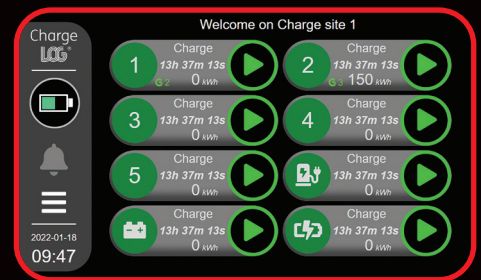 Welcome on Charge site 1
Charge
LOG®
1
Charge
13h 37m 13s
G2 0 kWh
2
Charge
13h 37m 13s
G3 150 kWh
3
Charge
13h 37m 13s
0 kWh
4
Charge
13h 37m 13s
0 kWh
5
Charge
13h 37m 13s
0 kWh
Charge
13h 37m 13s
0 kWh
Charge
13h 37m 13s
0 kWh
Charge
13h 37m 13s
0 kWh
2022-01-18
09:47